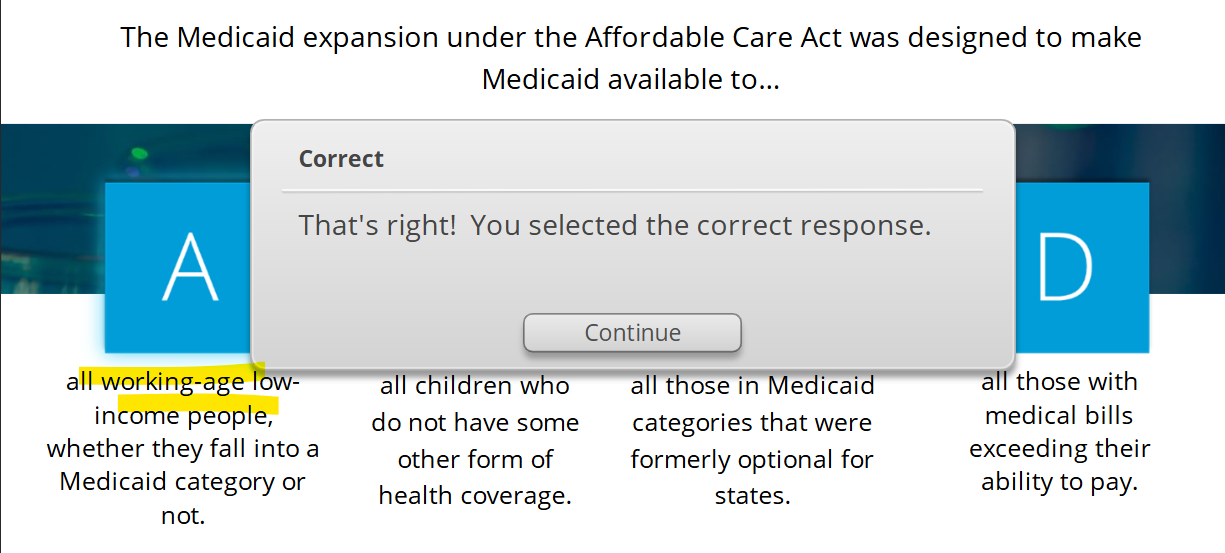 The Medicaid expansion under the Affordable Care Act was designed to make
Medicaid available to...
Correct
That's right!  You selected the correct response.
Continue
A
D
all working-age low-
income people,
whether they fall into a
Medicaid category or
not.
all children who
do not have some
other form of
health coverage.
all those in Medicaid
categories that were
formerly optional for
states.
all those with
medical bills
exceeding their
ability to pay.